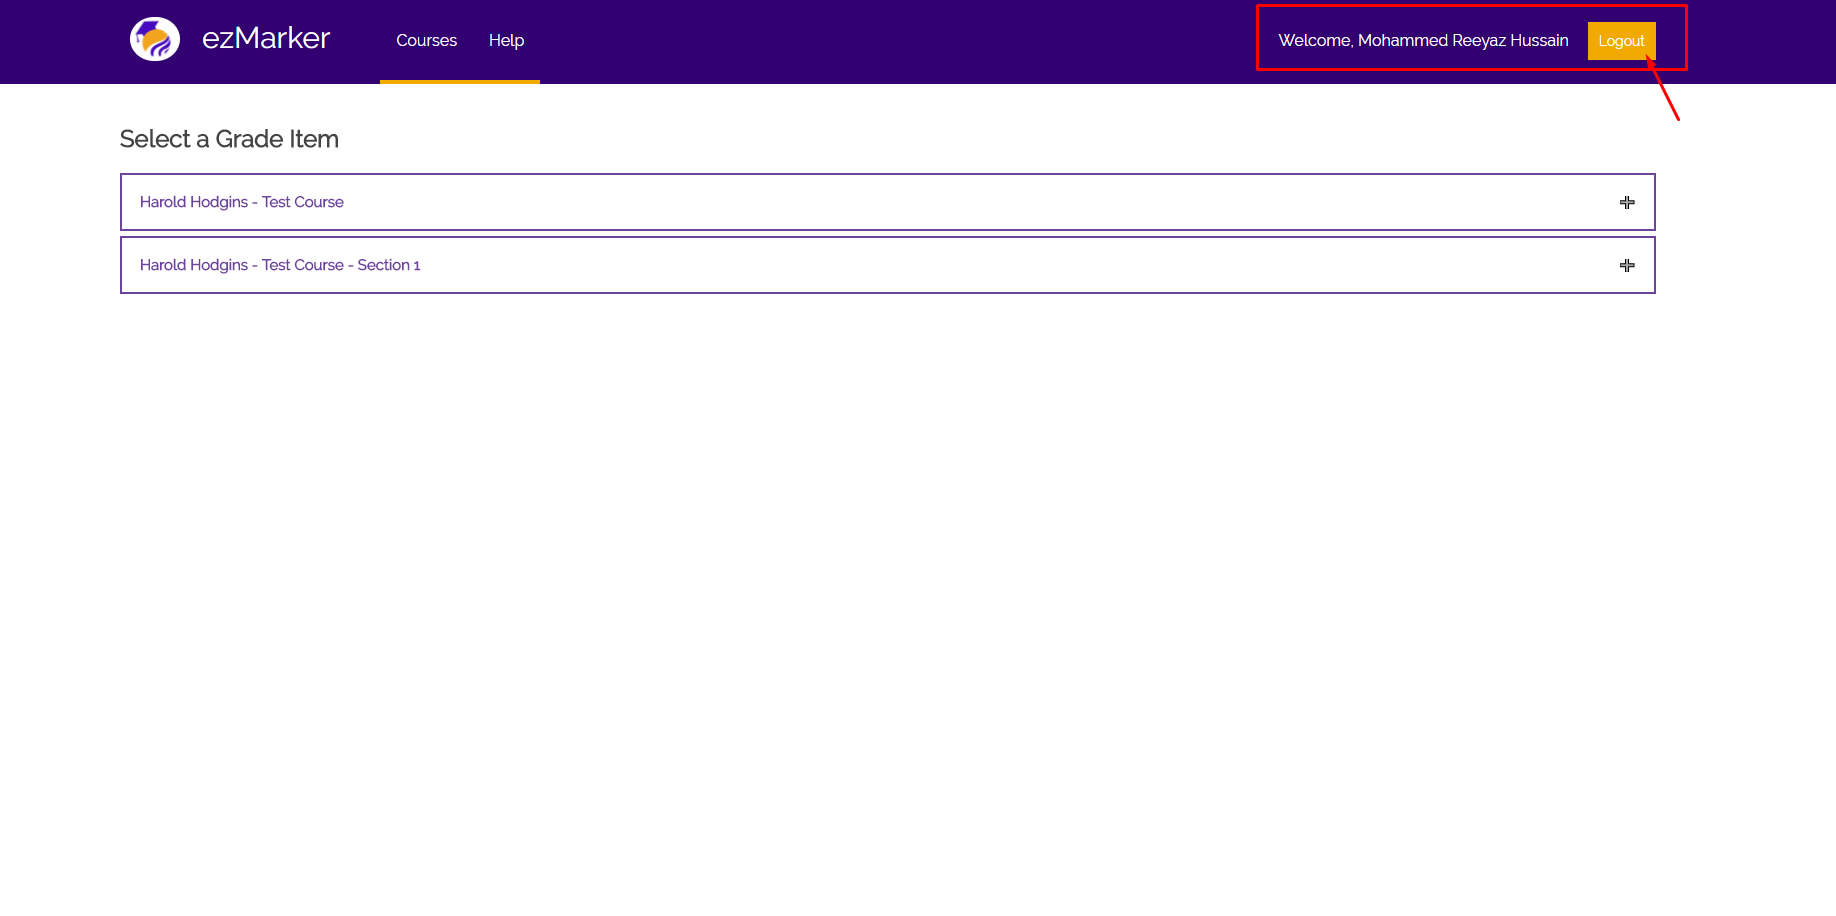 ezMarker
Courses
Help
Welcome, Mohammed Reeyaz Hussain
Logout
Select a Grade Item
Harold Hodgins - Test Course
Harold Hodgins - Test Course - Section 1